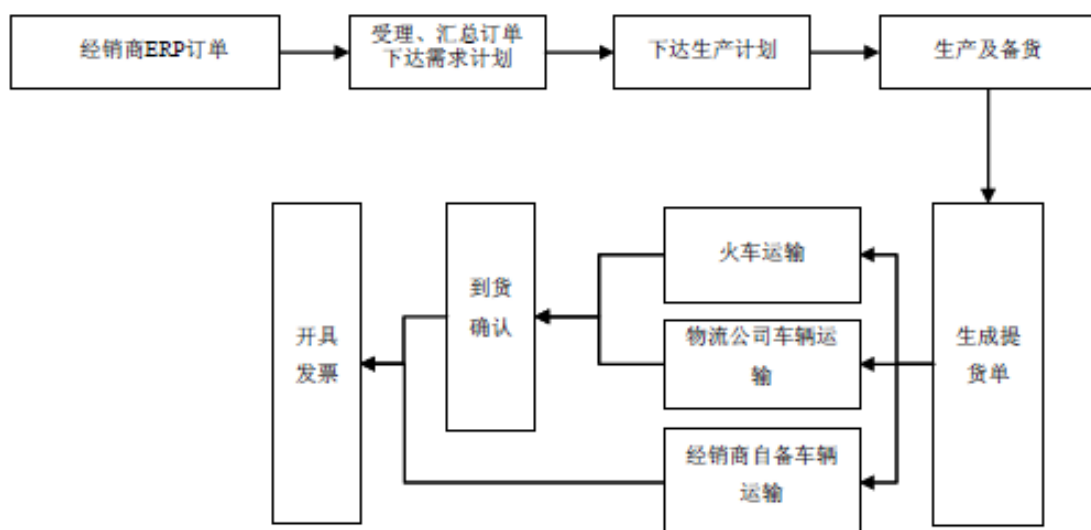 经销商ERP订单
受理、汇总订单
下达需求计划
下达生产计划
生产及备货
生成提
货单
火车运输
物流公司车辆运
输
经销商自备车辆
运输
到货
确认
开具
发票